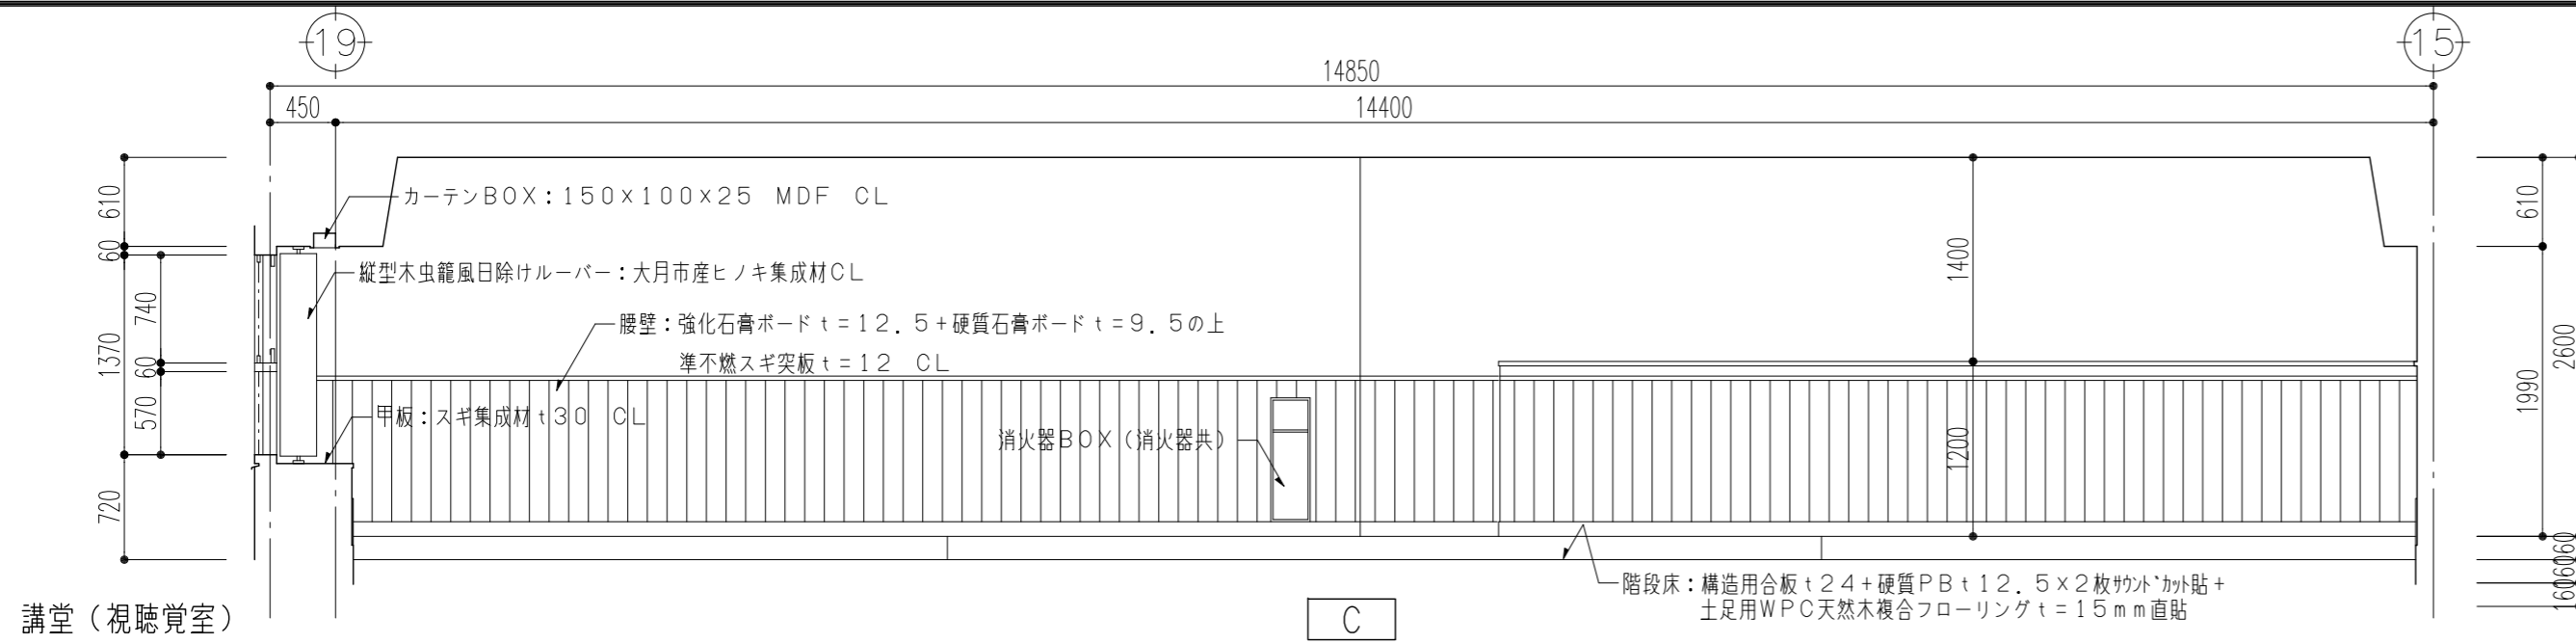 19
15
14850
450
14400
カーテンBOX：150×100×25　MDF　CL
610
60
610
縦型木虫籠風日除けルーバー：大月市産ヒノキ集成材CL
1400
740
腰壁：強化石膏ボードt=12.5+硬質石膏ボードt=9.5の上
準不燃スギ突板t=12　CL
1370
60
2600
1990
570
甲板：スギ集成材t30　CL
消火器BOX（消火器共）
1200
720
階段床：構造用合板t24+硬質PBt12.5×2枚サウンドカット貼+
土足用WPC天然木複合フローリングt=15mm直貼
講堂（視聴覚室）
C